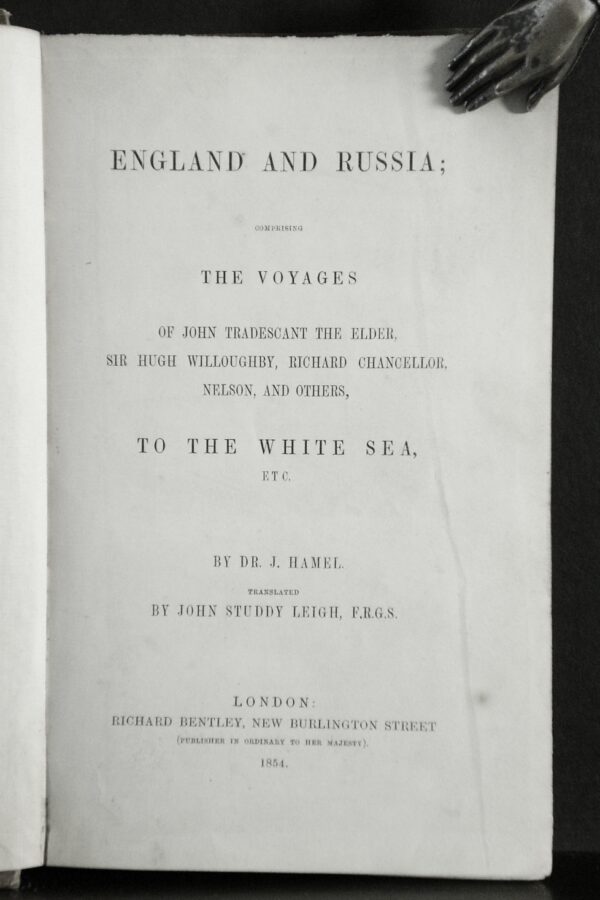 ENGLAND AND RUSSIA;
COMPRISING
THE VOYAGES
OF JOHN TRADESCANT THE ELDER,
SIR HUGH WILLOUGHBY, RICHARD CHANCELLOR,
NELSON, AND OTHERS,
TO THE WHITE SEA,
ETC.
BY DR. J. HAMEL.
TRANSLATED
BY JOHN STUDDY LEIGH, F.R.G.S.
LONDON:
RICHARD BENTLEY, NEW BURLINGTON STREET
(PUBLISHER IN ORDINARY TO HER MAJESTY).
1854.